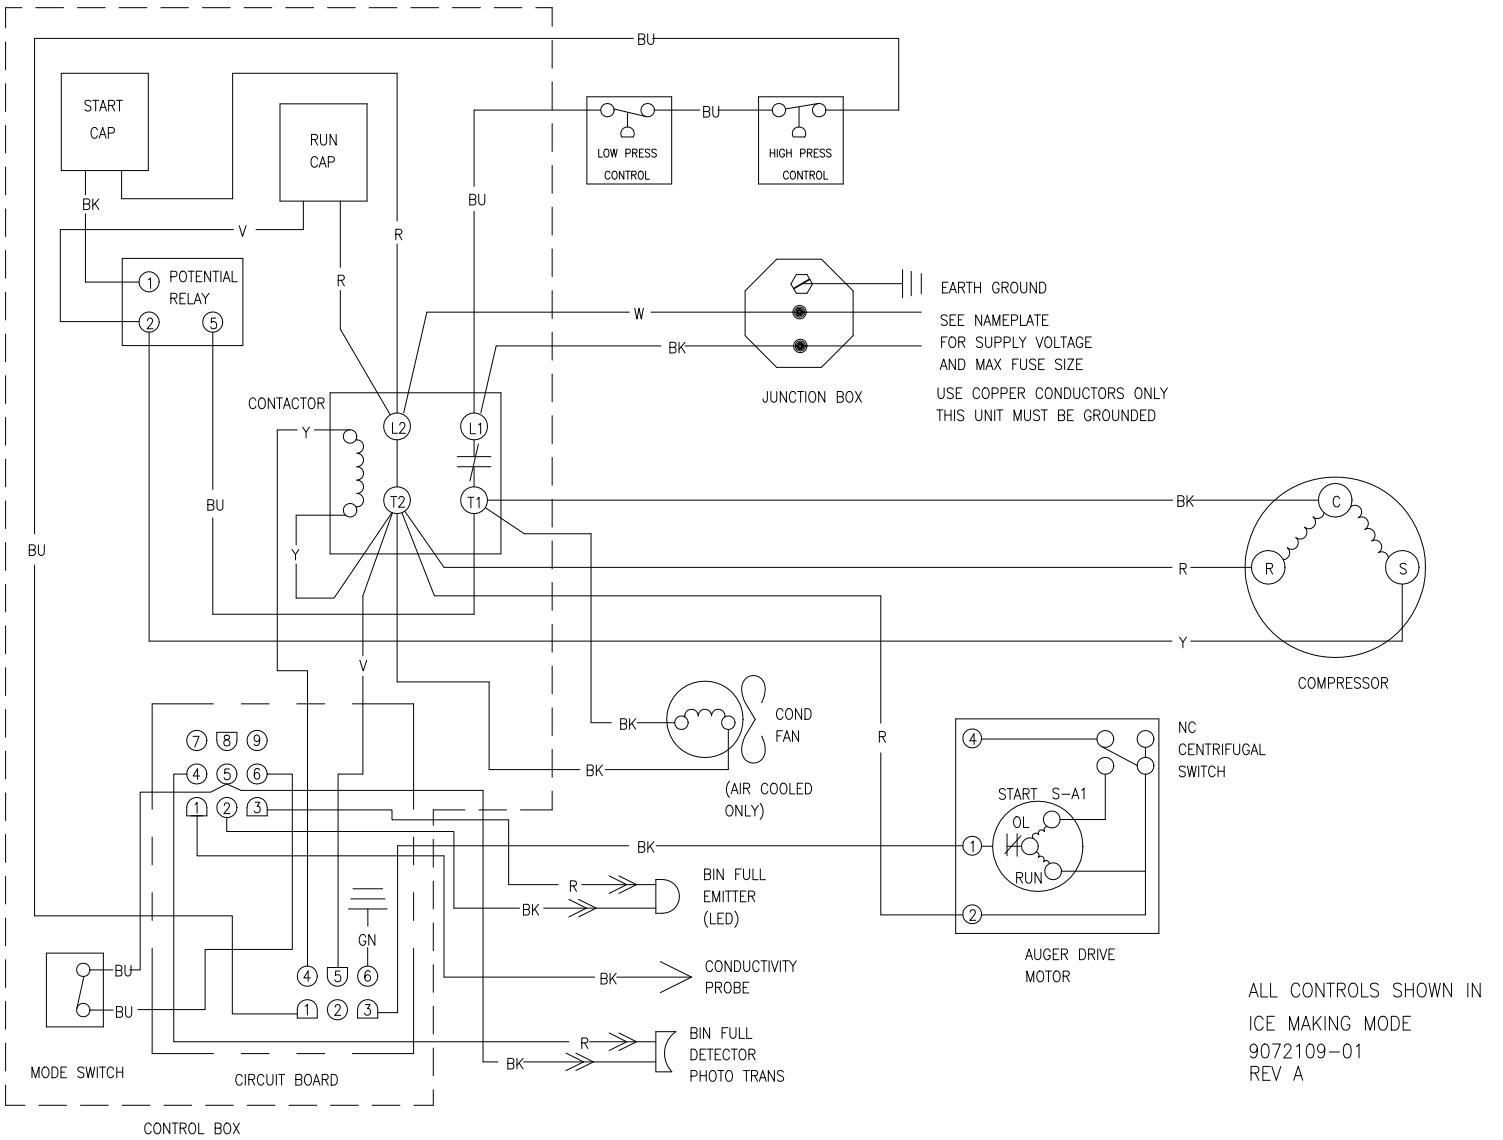 BU
START
CAP
RUN
CAP
LOW PRESS
CONTROL
BU
HIGH PRESS
CONTROL
BK
BU
V
R
R
1
POTENTIAL
RELAY
2
5
EARTH GROUND
W
SEE NAMEPLATE
FOR SUPPLY VOLTAGE
AND MAX FUSE SIZE
BK
JUNCTION BOX
USE COPPER CONDUCTORS ONLY
THIS UNIT MUST BE GROUNDED
CONTACTOR
Y
L2
L1
BU
T2
T1
BK
C
BU
Y
R
R
S
Y
COMPRESSOR
V
BK
COND
FAN
BK
(AIR COOLED
ONLY)
R
NC
CENTRIFUGAL
SWITCH
4
START S-A1
OL
1
RUN
2
AUGER DRIVE
MOTOR
7
8
9
4
5
6
1
2
3
BK
R
BK
BIN FULL
EMITTER
(LED)
GN
4
5
6
1
2
3
BU
BU
MODE SWITCH
BK
CONDUCTIVITY
PROBE
R
BK
BIN FULL
DETECTOR
PHOTO TRANS
CIRCUIT BOARD
CONTROL BOX
ALL CONTROLS SHOWN IN
ICE MAKING MODE
9072109-01
REV A